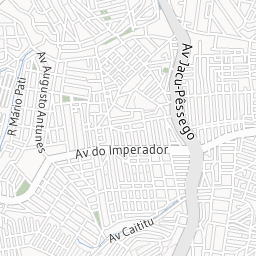 Av Jacu-Pêssego
Av Augusto Antunes
R Mário Pati
Av do Imperador
Av Caititu